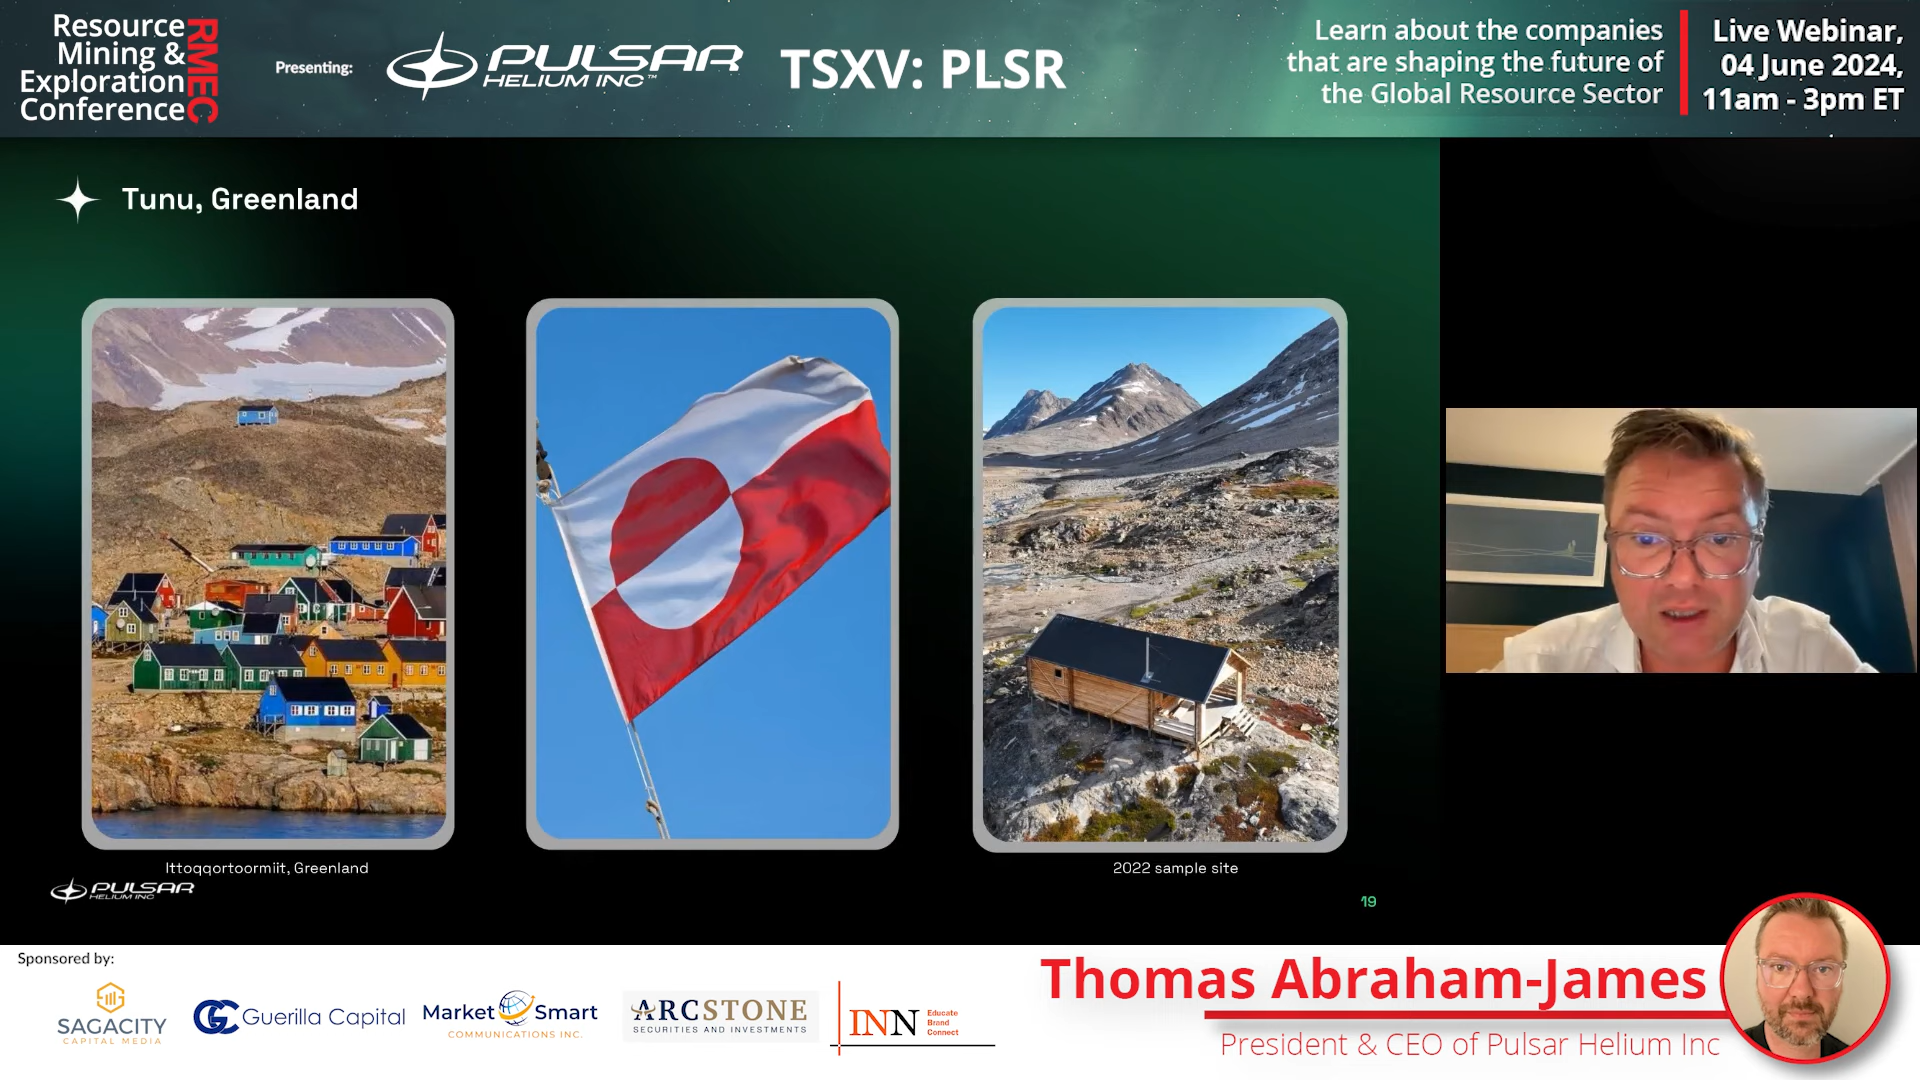 Resource
Mining &
Exploration
Conference
RMEC
Presenting:
PULSAR
HELIUM INC™
TSXV: PLSR
Learn about the companies
that are shaping the future of
the Global Resource Sector
Live Webinar,
04 June 2024,
11am - 3pm ET
Tunu, Greenland
Ittoqqortoormiit, Greenland
2022 sample site
PULSAR
HELIUM INC
19
Sponsored by:
SAGACITY
CAPITAL MEDIA
GC Guerilla Capital
Market Smart
COMMUNICATIONS INC.
ARCSTONE
SECURITIES AND INVESTMENTS
INN
Educate
Brand
Connect
Thomas Abraham-James
President & CEO of Pulsar Helium Inc